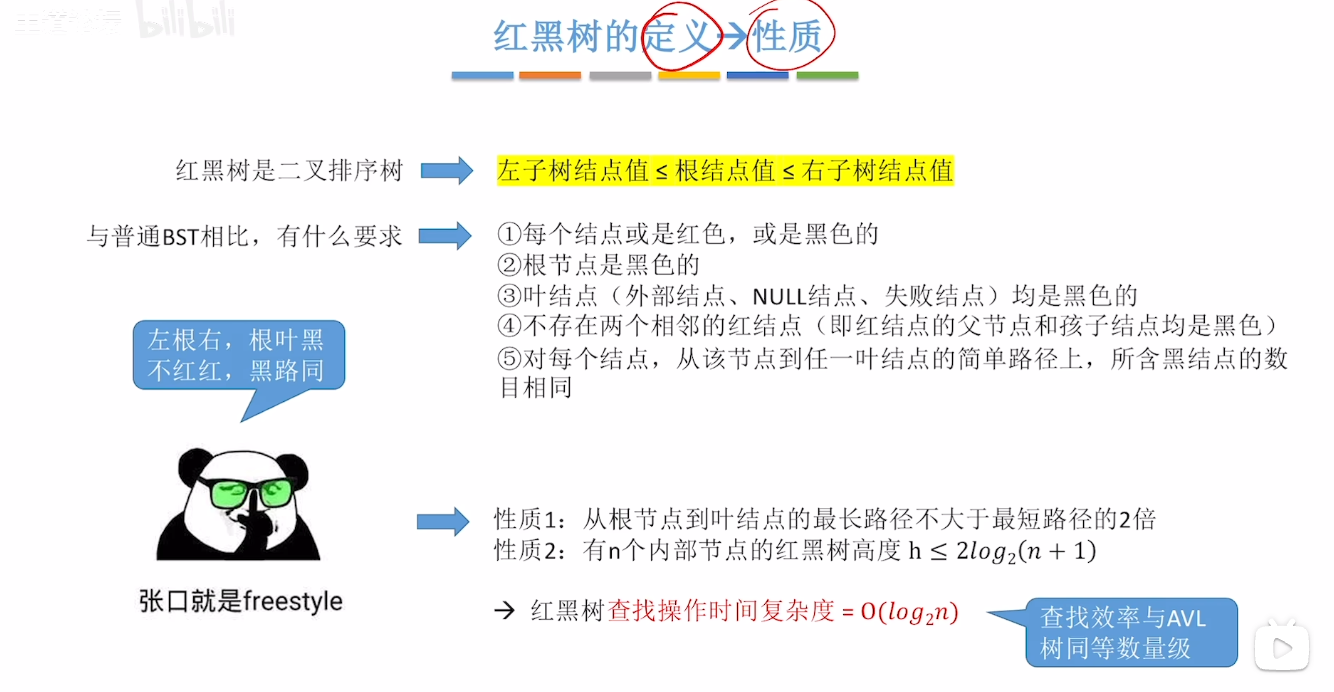 bilibili
红黑树的定义→性质
红黑树是二叉排序树
左子树结点值 ≤ 根结点值 ≤ 右子树结点值
与普通BST相比，有什么要求
①每个结点或是红色，或是黑色的
②根节点是黑色的
③叶结点（外部结点、NULL结点、失败结点）均是黑色的
④不存在两个相邻的红结点（即红结点的父节点和孩子结点均是黑色）
⑤对每个结点，从该节点到任一叶结点的简单路径上，所含黑结点的数
目相同
左根右，根叶黑
不红红，黑路同
张口就是freestyle
性质1：从根节点到叶结点的最长路径不大于最短路径的2倍
性质2：有n个内部节点的红黑树高度 h ≤ 2log₂(n + 1)
→ 红黑树查找操作时间复杂度 = O(log₂n)
查找效率与AVL
树同等数量级